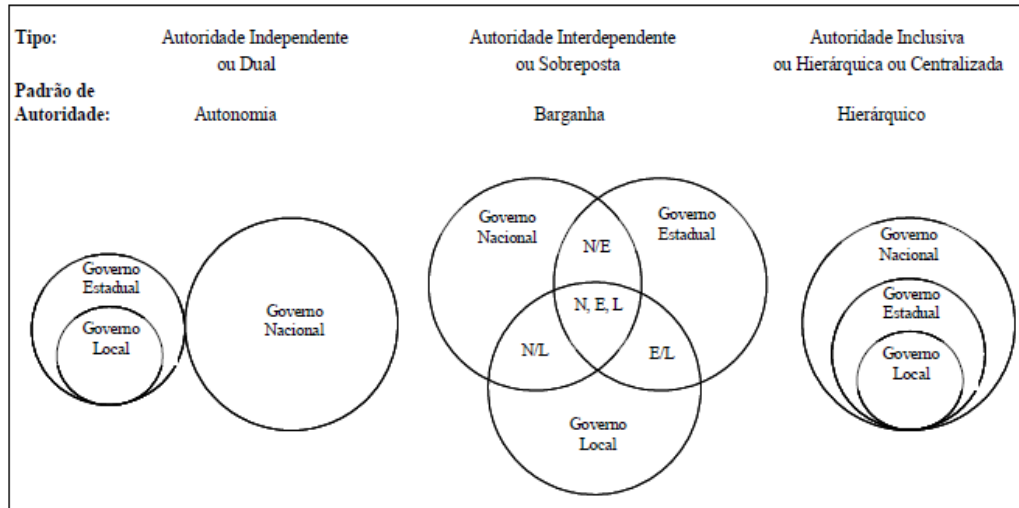 Tipo:
Autoridade Independente
ou Dual
Autoridade Interdependente
ou Sobreposta
Autoridade Inclusiva
ou Hierárquica ou Centralizada
Padrão de
Autoridade:
Autonomia
Barganha
Hierárquico
Governo
Estadual
Governo
Local
Governo
Nacional
Governo
Nacional
N/E
Governo
Estadual
N, E, L
N/L
E/L
Governo
Local
Governo
Nacional
Governo
Estadual
Governo
Local